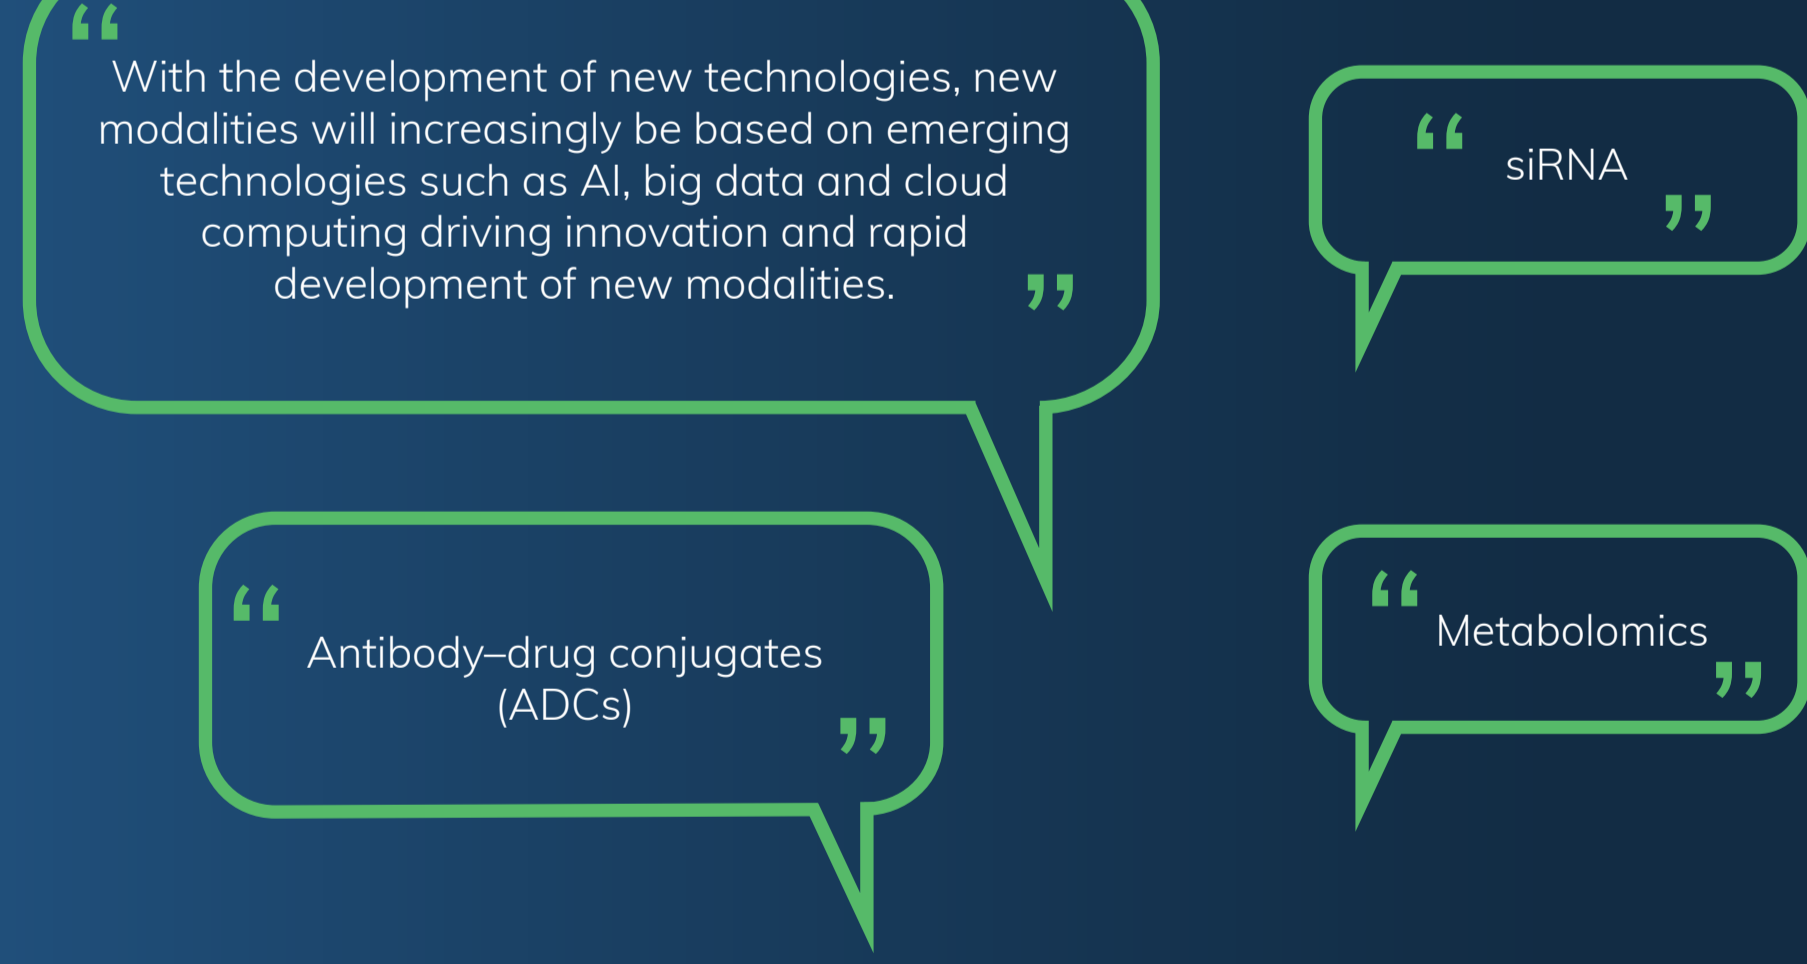 “With the development of new technologies, new
modalities will increasingly be based on emerging
technologies such as AI, big data and cloud
computing driving innovation and rapid
development of new modalities.”
“siRNA”
“Antibody–drug conjugates
(ADCs)”
“Metabolomics”